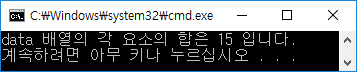 C:\Windows\system32\cmd.exe
data 배열의 각 요소의 합은 15 입니다.
계속하려면 아무 키나 누르십시오 . . .